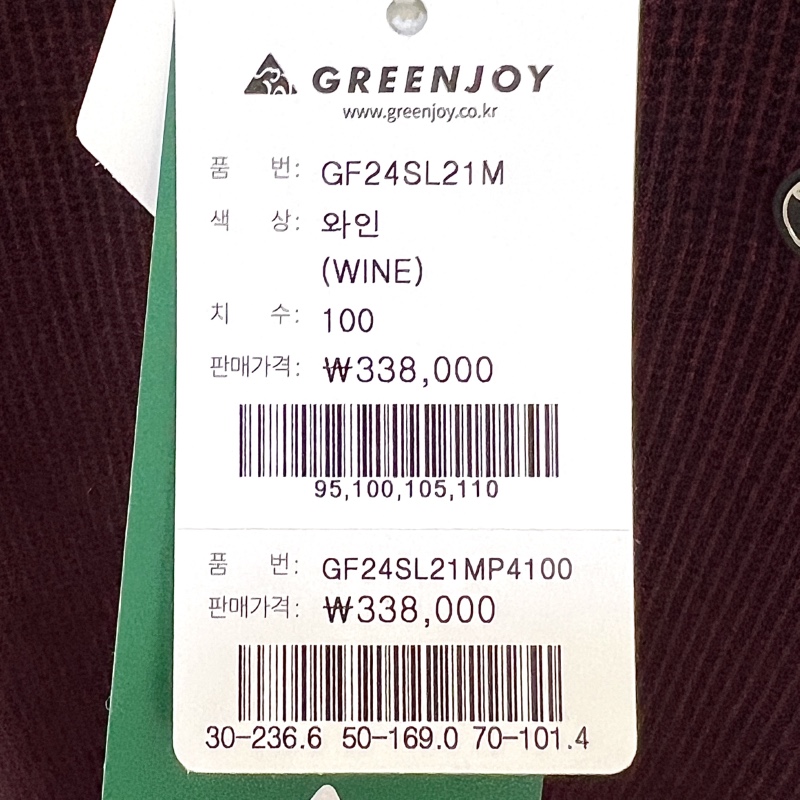 GREENJOY
www.greenjoy.co.kr
품 번: GF24SL21M
색 상: 와인
(WINE)
치 수: 100
판매가격: ₩338,000
95,100,105,110
품 번: GF24SL21MP4100
판매가격: ₩338,000
30-236.6 50-169.0 70-101.4